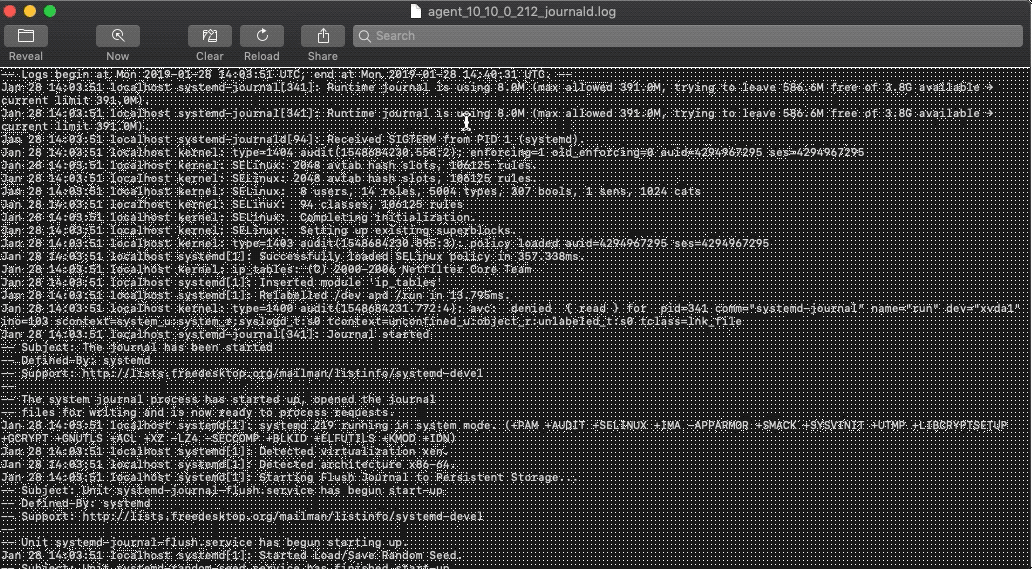 agent_10_10_0_212_journald.log
Reveal
Now
Clear
Reload
Share
Search
-- Logs begin at Mon 2019-01-28 14:03:51 UTC, end at Mon 2019-01-28 14:40:31 UTC. --
Jan 28 14:03:51 localhost systemd-journal[341]: Runtime journal is using 8.0M (max allowed 391.0M, trying to leave 586.6M free of 3.8G available →
current limit 391.0M).
Jan 28 14:03:51 localhost systemd-journal[341]: Runtime journal is using 8.0M (max allowed 391.0M, trying to leave 586.6M free of 3.8G available →
current limit 391.0M).
Jan 28 14:03:51 localhost systemd-journal[94]: Received SIGTERM from PID 1 (systemd).
Jan 28 14:03:51 localhost kernel: type=1404 audit(1548684230.550:2): enforcing=1 old_enforcing=0 auid=4294967295 ses=4294967295
Jan 28 14:03:51 localhost kernel: SELinux: 2048 avtab hash slots, 106125 rules.
Jan 28 14:03:51 localhost kernel: SELinux: 2048 avtab hash slots, 106125 rules.
Jan 28 14:03:51 localhost kernel: SELinux:  8 users, 14 roles, 5004 types, 307 bools, 1 sens, 1024 cats
Jan 28 14:03:51 localhost kernel: SELinux:  94 classes, 106125 rules
Jan 28 14:03:51 localhost kernel: SELinux:  Completing initialization.
Jan 28 14:03:51 localhost kernel: SELinux:  Setting up existing superblocks.
Jan 28 14:03:51 localhost kernel: type=1403 audit(1548684230.895:3): policy loaded auid=4294967295 ses=4294967295
Jan 28 14:03:51 localhost systemd[1]: Successfully loaded SELinux policy in 357.338ms.
Jan 28 14:03:51 localhost kernel: ip_tables: (C) 2000-2006 Netfilter Core Team
Jan 28 14:03:51 localhost systemd[1]: Inserted module 'ip_tables'
Jan 28 14:03:51 localhost systemd[1]: Relabelled /dev and /run in 13.795ms.
Jan 28 14:03:51 localhost kernel: type=1400 audit(1548684231.772:4): avc:  denied  { read } for  pid=341 comm="systemd-journal" name="run" dev="xvda1"
ino=103 scontext=system_u:system_r:syslogd_t:s0 tcontext=unconfined_u:object_r:unlabeled_t:s0 tclass=lnk_file
Jan 28 14:03:51 localhost systemd-journal[341]: Journal started
-- Subject: The journal has been started
-- Defined-By: systemd
-- Support: http://lists.freedesktop.org/mailman/listinfo/systemd-devel
--
-- The system journal process has started up, opened the journal
-- files for writing and is now ready to process requests.
Jan 28 14:03:51 localhost systemd[1]: systemd 219 running in system mode. (+PAM +AUDIT +SELINUX +IMA -APPARMOR +SMACK +SYSVINIT +UTMP +LIBCRYPTSETUP
+GCRYPT +GNUTLS +ACL +XZ -LZ4 -SECCOMP +BLKID +ELFUTILS +KMOD +IDN)
Jan 28 14:03:51 localhost systemd[1]: Detected virtualization xen.
Jan 28 14:03:51 localhost systemd[1]: Detected architecture x86-64.
Jan 28 14:03:51 localhost systemd[1]: Starting Flush Journal to Persistent Storage...
-- Subject: Unit systemd-journal-flush.service has begun start-up
-- Defined-By: systemd
-- Support: http://lists.freedesktop.org/mailman/listinfo/systemd-devel
--
-- Unit systemd-journal-flush.service has begun starting up.
Jan 28 14:03:51 localhost systemd[1]: Started Load/Save Random Seed.
-- Subject: Unit systemd-random-seed.service has finished start-up